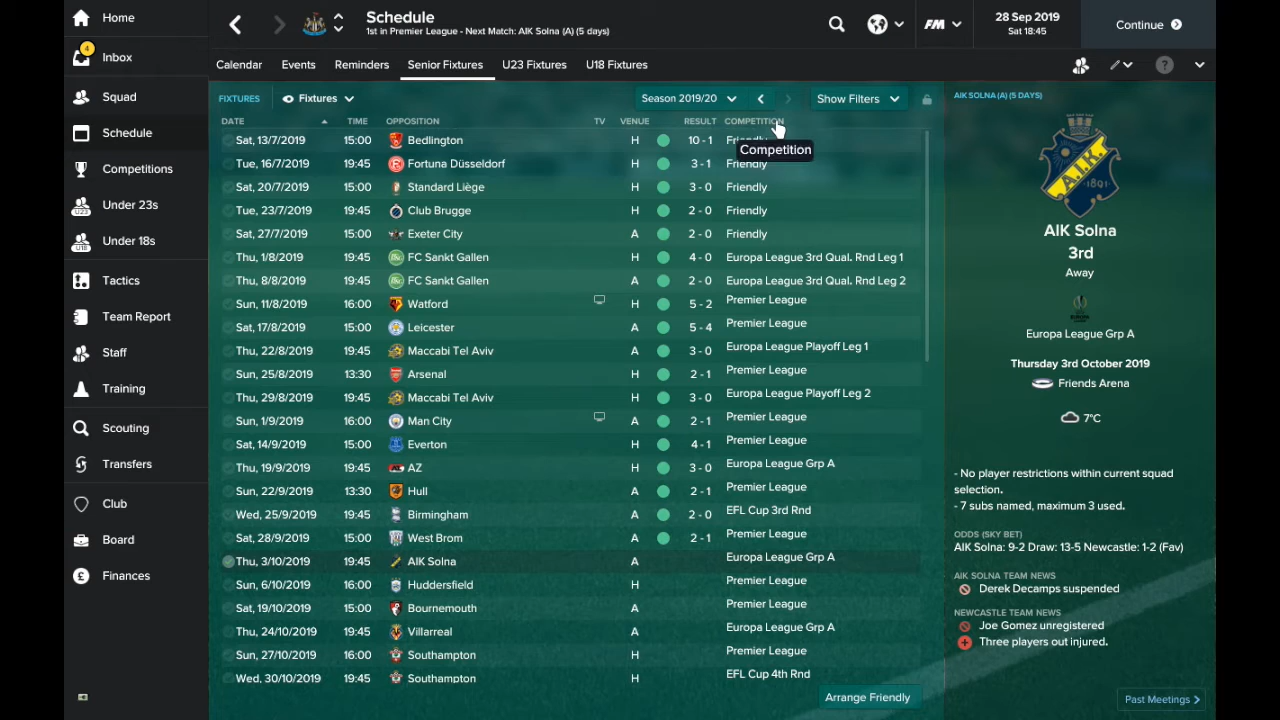 Home
4
Inbox
Squad
Schedule
Competitions
U23
Under 23s
U18
Under 18s
Tactics
Team Report
Staff
Training
Scouting
Transfers
Club
Board
Finances
Schedule
1st in Premier League - Next Match: AIK Solna (A) (5 days)
FM
28 Sep 2019
Sat 18:45
Continue
Calendar Events Reminders Senior Fixtures U23 Fixtures U18 Fixtures
?
FIXTURES Fixtures Season 2019/20 Show Filters
DATE TIME OPPOSITION TV VENUE RESULT COMPETITION
Sat, 13/7/2019 15:00 Bedlington H 10 - 1 Friendly
Competition
Tue, 16/7/2019 19:45 Fortuna Düsseldorf H 3 - 1 Friendly
Sat, 20/7/2019 15:00 Standard Liège H 3 - 0 Friendly
Tue, 23/7/2019 19:45 Club Brugge H 2 - 0 Friendly
Sat, 27/7/2019 15:00 Exeter City A 2 - 0 Friendly
Thu, 1/8/2019 19:45 FC Sankt Gallen H 4 - 0 Europa League 3rd Qual. Rnd Leg 1
Thu, 8/8/2019 19:45 FC Sankt Gallen A 2 - 0 Europa League 3rd Qual. Rnd Leg 2
Sun, 11/8/2019 16:00 Watford H 5 - 2 Premier League
Sat, 17/8/2019 15:00 Leicester A 5 - 4 Premier League
Thu, 22/8/2019 19:45 Maccabi Tel Aviv A 3 - 0 Europa League Playoff Leg 1
Sun, 25/8/2019 13:30 Arsenal H 2 - 1 Premier League
Thu, 29/8/2019 19:45 Maccabi Tel Aviv H 3 - 0 Europa League Playoff Leg 2
Sun, 1/9/2019 16:00 Man City A 2 - 1 Premier League
Sat, 14/9/2019 15:00 Everton H 4 - 1 Premier League
Thu, 19/9/2019 19:45 AZ H 3 - 0 Europa League Grp A
Sun, 22/9/2019 13:30 Hull A 2 - 1 Premier League
Wed, 25/9/2019 19:45 Birmingham A 2 - 0 EFL Cup 3rd Rnd
Sat, 28/9/2019 15:00 West Brom A 2 - 1 Premier League
Thu, 3/10/2019 19:45 AIK Solna A Europa League Grp A
Sun, 6/10/2019 16:00 Huddersfield H Premier League
Sat, 19/10/2019 15:00 Bournemouth A Premier League
Thu, 24/10/2019 19:45 Villarreal A Europa League Grp A
Sun, 27/10/2019 16:00 Southampton H Premier League
Wed, 30/10/2019 19:45 Southampton H EFL Cup 4th Rnd
Arrange Friendly
AIK SOLNA (A) (5 DAYS)
A.I.K
1891
AIK Solna
3rd
Away
Europa League Grp A
Thursday 3rd October 2019
Friends Arena
7°C
- No player restrictions within current squad
selection.
- 7 subs named, maximum 3 used.
ODDS (SKY BET)
AIK Solna: 9-2 Draw: 13-5 Newcastle: 1-2 (Fav)
AIK SOLNA TEAM NEWS
Derek Decamps suspended
NEWCASTLE TEAM NEWS
Joe Gomez unregistered
Three players out injured.
Past Meetings